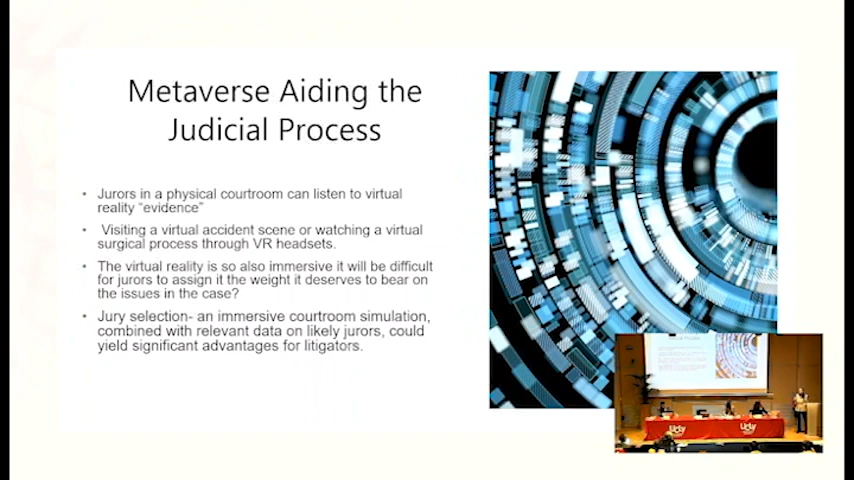 Metaverse Aiding the
Judicial Process
• Jurors in a physical courtroom can listen to virtual
reality “evidence”
• Visiting a virtual accident scene or watching a virtual
surgical process through VR headsets.
• The virtual reality is so also immersive it will be difficult
for jurors to assign it the weight it deserves to bear on
the issues in the case?
• Jury selection- an immersive courtroom simulation,
combined with relevant data on likely jurors, could
yield significant advantages for litigators.